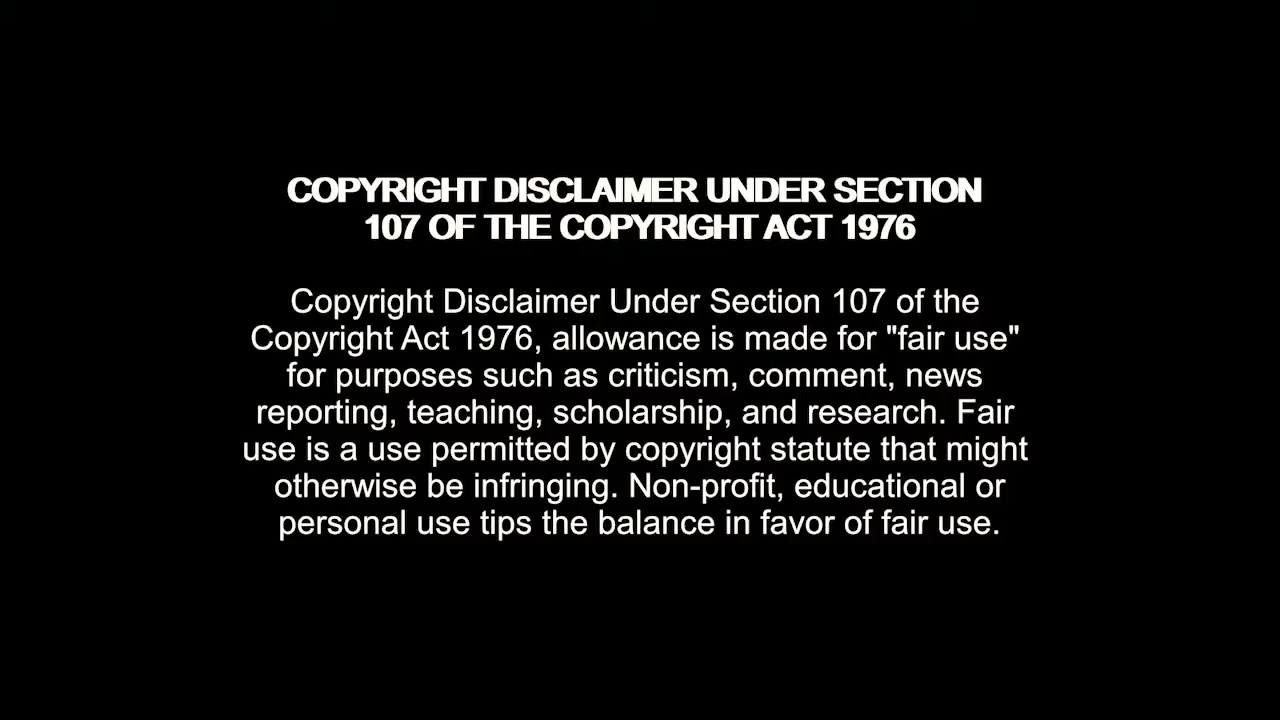 COPYRIGHT DISCLAIMER UNDER SECTION
107 OF THE COPYRIGHT ACT 1976
Copyright Disclaimer Under Section 107 of the
Copyright Act 1976, allowance is made for "fair use"
for purposes such as criticism, comment, news
reporting, teaching, scholarship, and research. Fair
use is a use permitted by copyright statute that might
otherwise be infringing. Non-profit, educational or
personal use tips the balance in favor of fair use.